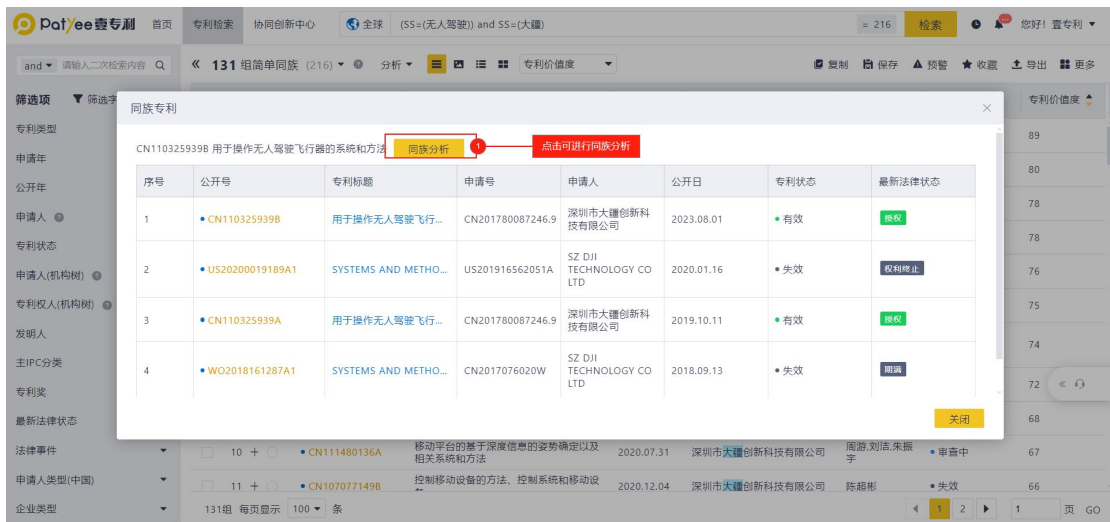 Patyee壹专利 首页 专利检索 协同创新中心 全球 (SS=(无人驾驶)) and SS=(大疆) = 216 检索 您好! 壹专利
and 请输入二次检索内容 131 组简单同族 (216) 分析 专利价值度 复制 保存 预警 收藏 导出 更多
筛选项 筛选字 专利价值度
同族专利
专利类型 89
CN110325939B 用于操作无人驾驶飞行器的系统和方法 同族分析 1 点击可进行同族分析
申请年 80
序号 公开号 专利标题 申请号 申请人 公开日 专利状态 最新法律状态
公开年 78
申请人
1 CN110325939B 用于操作无人驾驶飞行... CN201780087246.9 深圳市大疆创新科技有限公司 2023.08.01 有效 授权
专利状态 78
申请人(机构树) 76
2 US20200019189A1 SYSTEMS AND METHO... US201916562051A SZ DJI TECHNOLOGY CO LTD 2020.01.16 失效 权利终止
专利权人(机构树) 75
3 CN110325939A 用于操作无人驾驶飞行... CN201780087246.9 深圳市大疆创新科技有限公司 2019.10.11 有效 授权
发明人 74
主IPC分类
4 WO2018161287A1 SYSTEMS AND METHO... CN2017076020W SZ DJI TECHNOLOGY CO LTD 2018.09.13 失效 期满
专利奖 72
最新法律状态 关闭 68
法律事件 10 CN111480136A 移动平台的基于深度信息的姿势确定以及相关系统和方法 2020.07.31 深圳市大疆创新科技有限公司 周游,刘洁,朱振宇 审查中 67
申请人类型(中国) 11 CN107077149B 控制移动设备的方法、控制系统和移动设 2020.12.04 深圳市大疆创新科技有限公司 陈超彬 失效 66
企业类型 131组 每页显示 100 条 1 2 1 页 GO